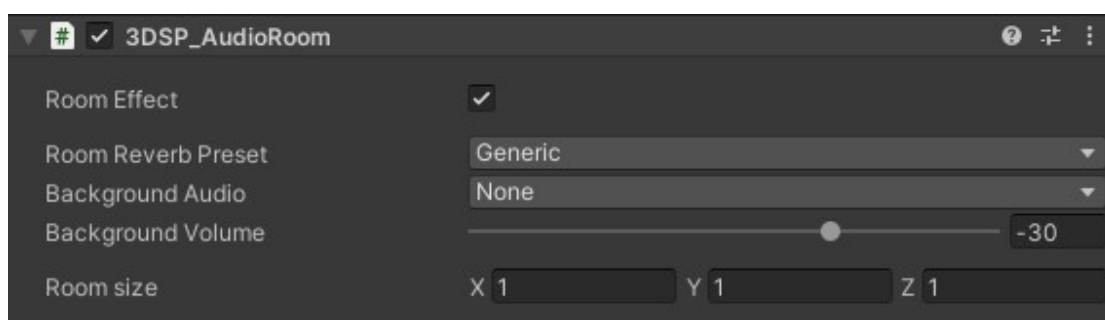 # 3DSP_AudioRoom
Room Effect
Room Reverb Preset Generic
Background Audio None
Background Volume -30
Room size X 1 Y 1 Z 1